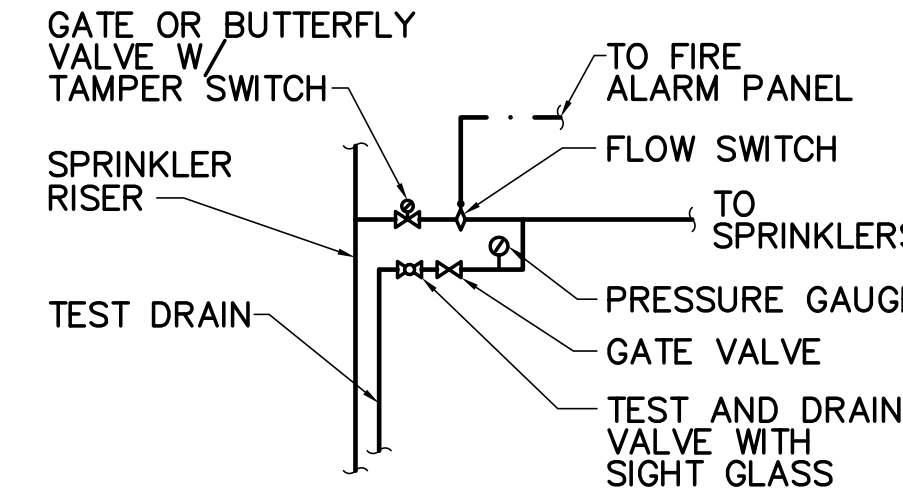 GATE OR BUTTERFLY
VALVE W/
TAMPER SWITCH
TO FIRE
ALARM PANEL
FLOW SWITCH
SPRINKLER
RISER
TO
SPRINKLERS
PRESSURE GAUGE
TEST DRAIN
GATE VALVE
TEST AND DRAIN
VALVE WITH
SIGHT GLASS